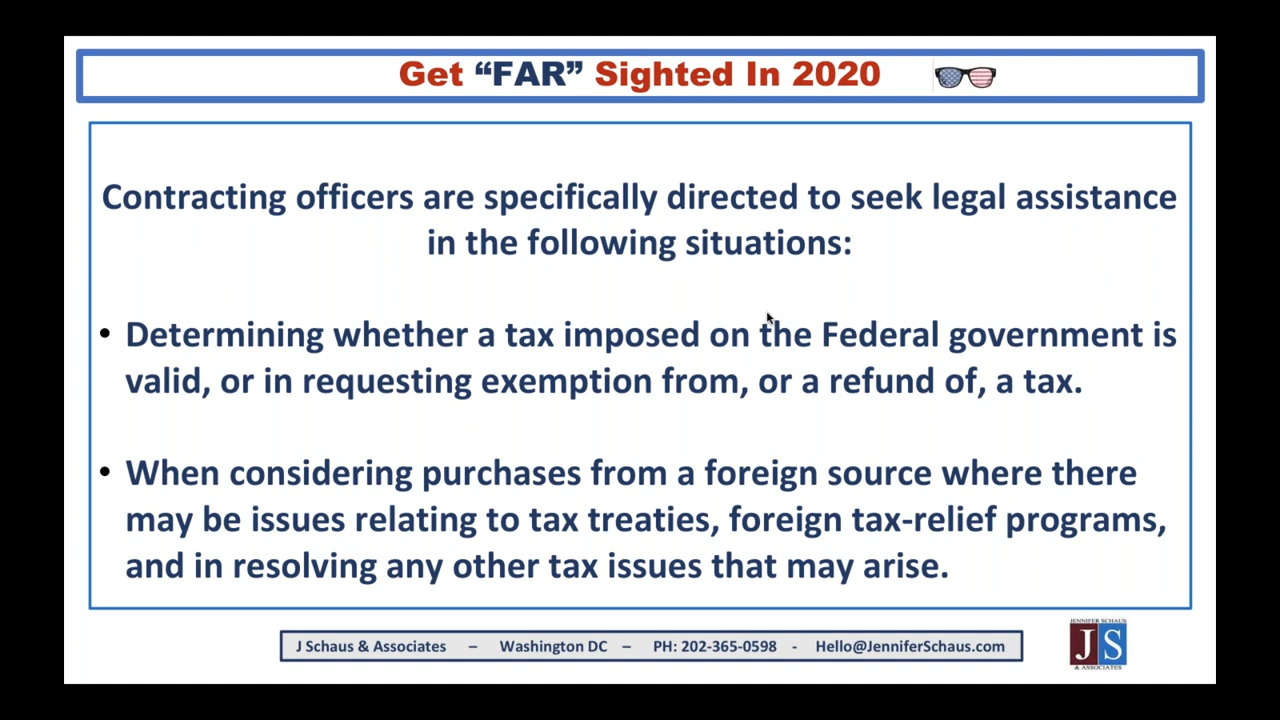 Get “FAR” Sighted In 2020
Contracting officers are specifically directed to seek legal assistance
in the following situations:
• Determining whether a tax imposed on the Federal government is
valid, or in requesting exemption from, or a refund of, a tax.
• When considering purchases from a foreign source where there
may be issues relating to tax treaties, foreign tax-relief programs,
and in resolving any other tax issues that may arise.
J Schaus & Associates – Washington DC – PH: 202-365-0598 - Hello@JenniferSchaus.com
JENNIFER SCHAUS
JS
& ASSOCIATES